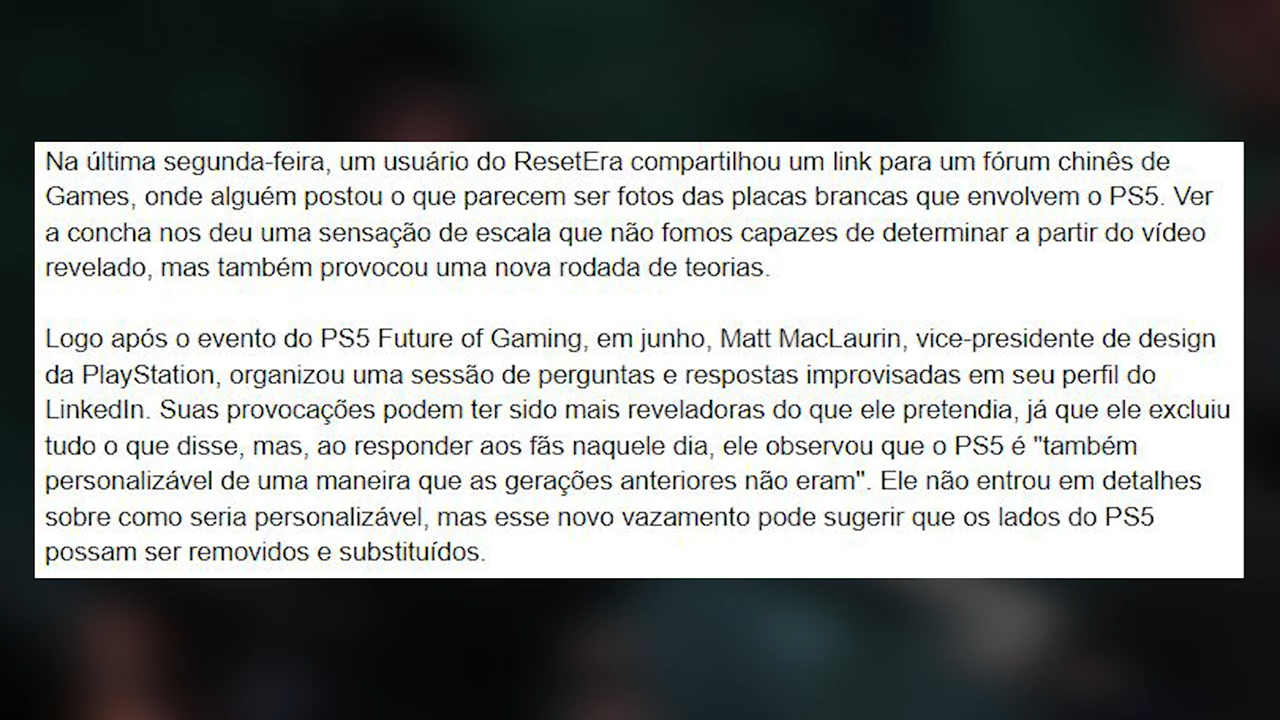 Na última segunda-feira, um usuário do ResetEra compartilhou um link para um fórum chinês de
Games, onde alguém postou o que parecem ser fotos das placas brancas que envolvem o PS5. Ver
a concha nos deu uma sensação de escala que não fomos capazes de determinar a partir do vídeo
revelado, mas também provocou uma nova rodada de teorias.
Logo após o evento do PS5 Future of Gaming, em junho, Matt MacLaurin, vice-presidente de design
da PlayStation, organizou uma sessão de perguntas e respostas improvisadas em seu perfil do
LinkedIn. Suas provocações podem ter sido mais reveladoras do que ele pretendia, já que ele excluiu
tudo o que disse, mas, ao responder aos fãs naquele dia, ele observou que o PS5 é "também
personalizável de uma maneira que as gerações anteriores não eram". Ele não entrou em detalhes
sobre como seria personalizável, mas esse novo vazamento pode sugerir que os lados do PS5
possam ser removidos e substituídos.